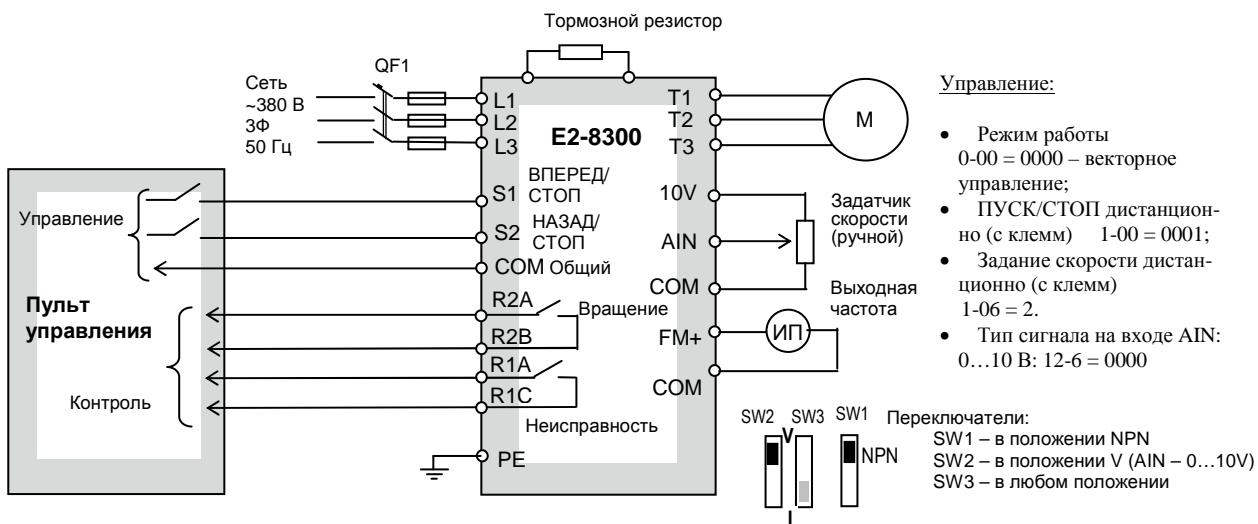 Тормозной резистор
QF1
Сеть
~380 В
3Ф
50 Гц
L1
L2
L3
E2-8300
T1
T2
T3
M
ВПЕРЕД/
СТОП
S1
НАЗАД/
СТОП
S2
COM Общий
Управление
Пульт
управления
Контроль
R2A
Вращение
R2B
R1A
R1C
Неисправность
PE
10V
AIN
COM
FM+
COM
Задатчик
скорости
(ручной)
Выходная
частота
ИП
Управление:
• Режим работы
0-00 = 0000 – векторное
управление;
• ПУСК/СТОП дистанцион-
но (с клемм) 1-00 = 0001;
• Задание скорости дистан-
ционно (с клемм)
1-06 = 2.
• Тип сигнала на входе AIN:
0…10 В: 12-6 = 0000
SW2 SW3 SW1
V
NPN
I
Переключатели:
SW1 – в положении NPN
SW2 – в положении V (AIN – 0…10V)
SW3 – в любом положении